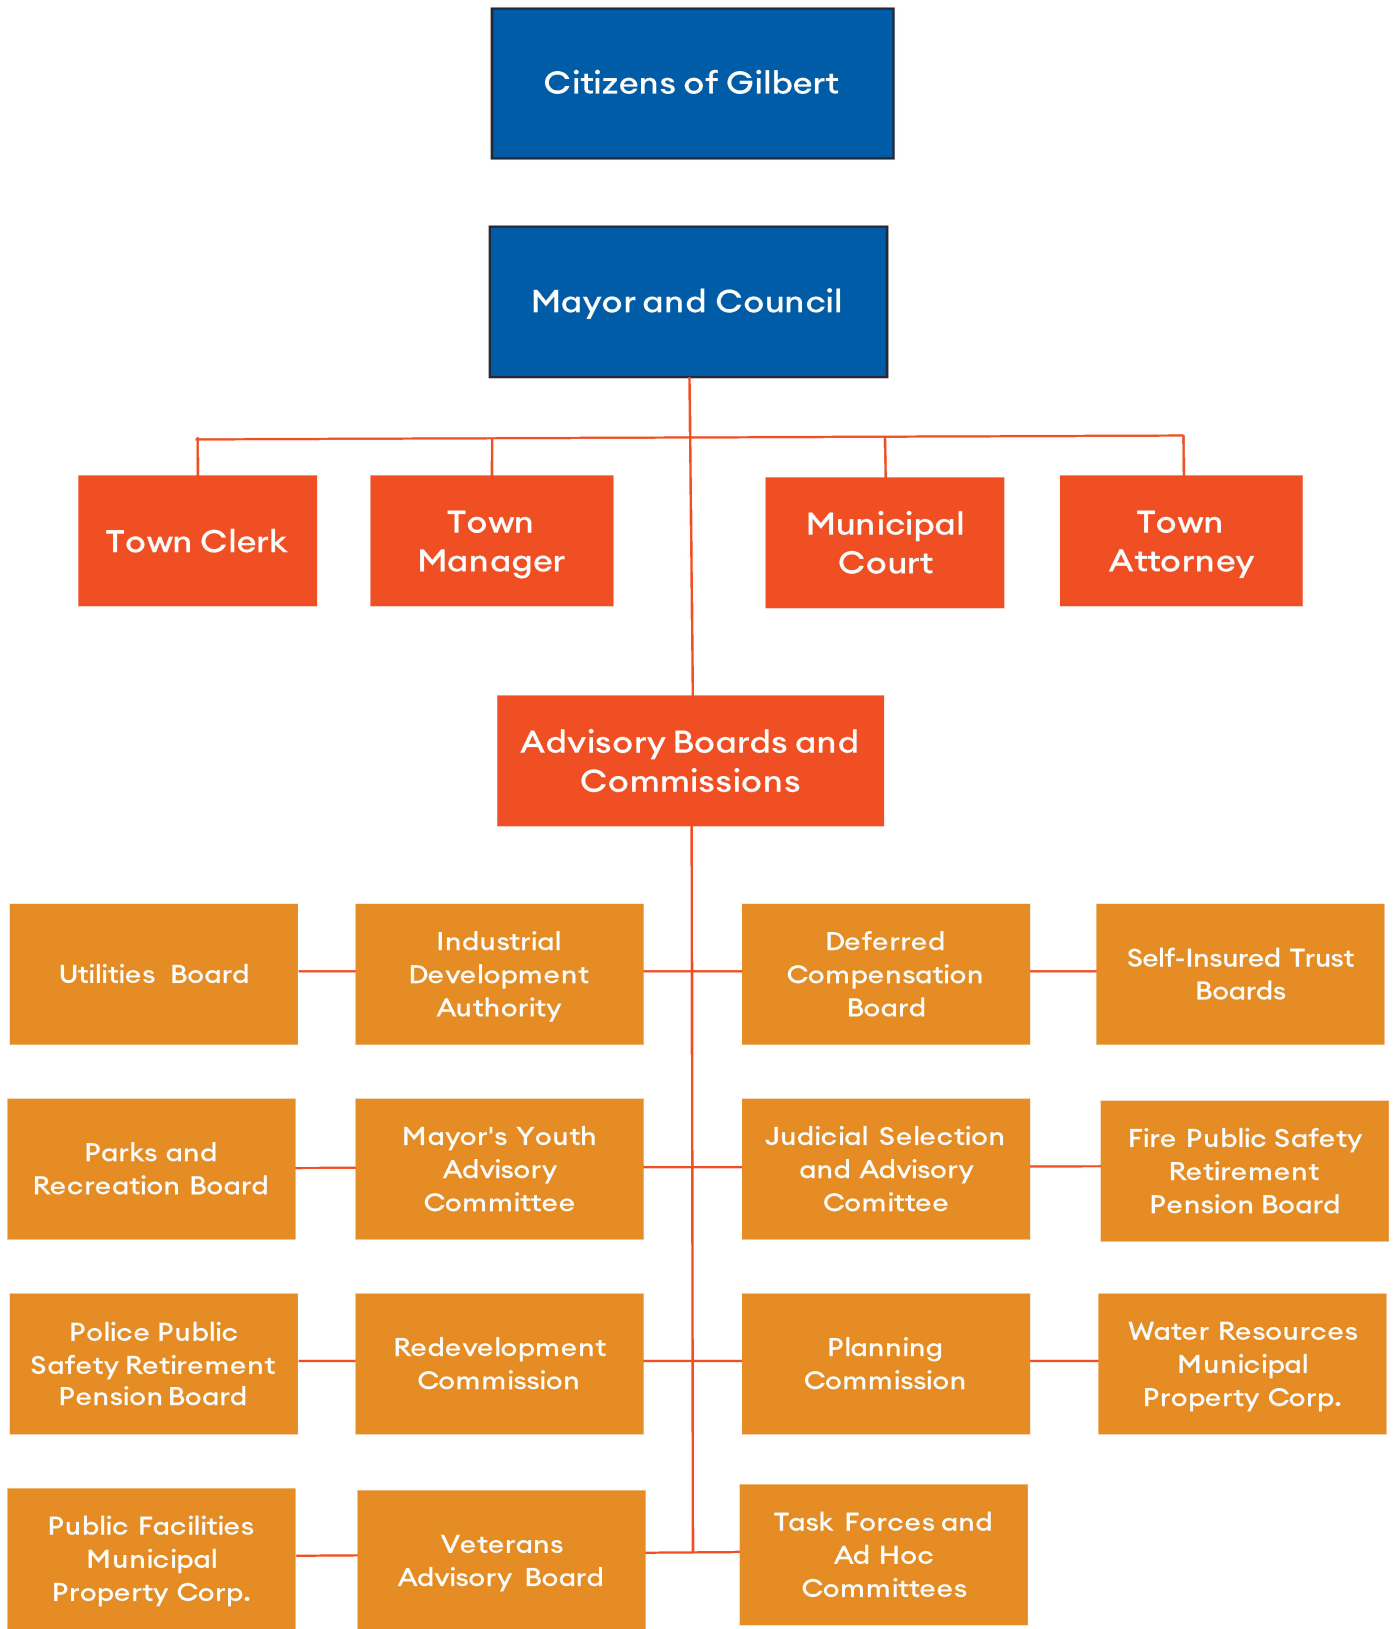 Citizens of Gilbert
Mayor and Council
Town Clerk
Town
Manager
Municipal
Court
Town
Attorney
Advisory Boards and
Commissions
Utilities Board
Industrial
Development
Authority
Deferred
Compensation
Board
Self-Insured Trust
Boards
Parks and
Recreation Board
Mayor's Youth
Advisory
Committee
Judicial Selection
and Advisory
Comittee
Fire Public Safety
Retirement
Pension Board
Police Public
Safety Retirement
Pension Board
Redevelopment
Commission
Planning
Commission
Water Resources
Municipal
Property Corp.
Public Facilities
Municipal
Property Corp.
Veterans
Advisory Board
Task Forces and
Ad Hoc
Committees